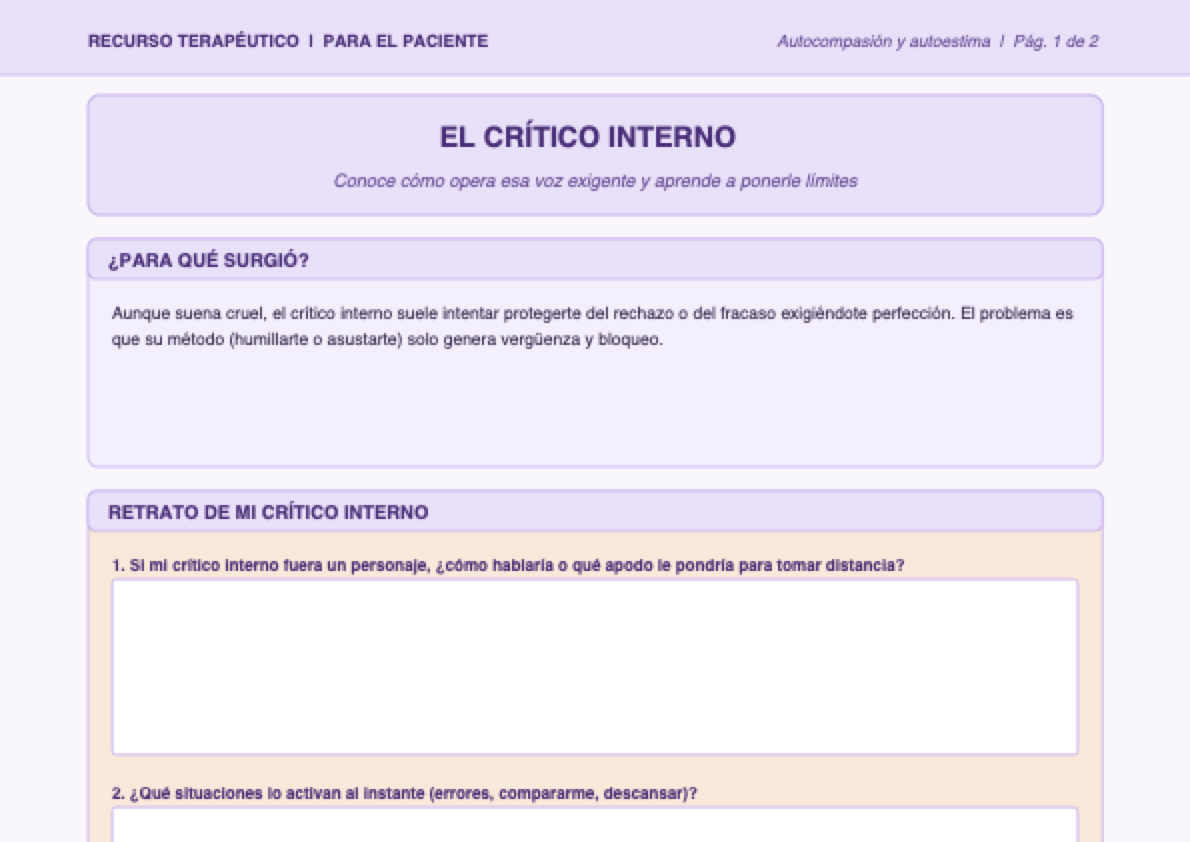 RECURSO TERAPÉUTICO | PARA EL PACIENTE
Autocompasión y autoestima | Pág. 1 de 2
EL CRÍTICO INTERNO
Conoce cómo opera esa voz exigente y aprende a ponerle límites
¿PARA QUÉ SURGIÓ?
Aunque suena cruel, el crítico interno suele intentar protegerte del rechazo o del fracaso exigiéndote perfección. El problema es
que su método (humillarte o asustarte) solo genera vergüenza y bloqueo.
RETRATO DE MI CRÍTICO INTERNO
1. Si mi crítico interno fuera un personaje, ¿cómo hablaría o qué apodo le pondría para tomar distancia?
2. ¿Qué situaciones lo activan al instante (errores, compararme, descansar)?